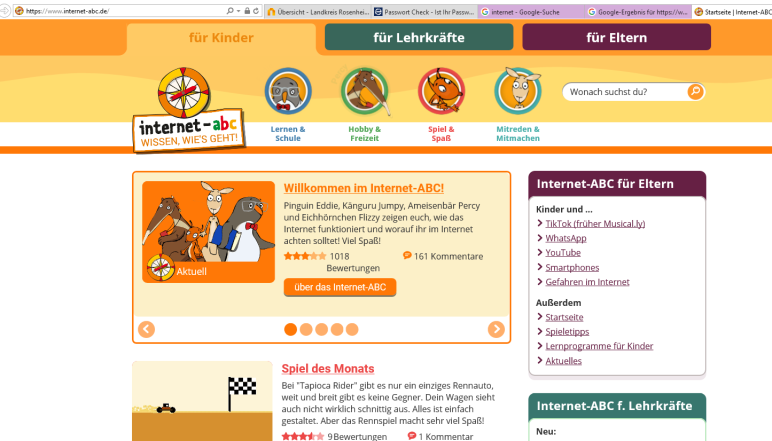 https://www.internet-abc.de/
Übersicht - Landkreis Rosenhei...
Passwort Check - Ist Ihr Passw...
internet - Google-Suche
Google-Ergebnis für https://w...
Startseite | Internet-ABC
für Kinder
für Lehrkräfte
für Eltern
internet-abc
WISSEN, WIE'S GEHT!
Lernen &
Schule
Hobby &
Freizeit
Spiel &
Spaß
Mitreden &
Mitmachen
Wonach suchst du?
Willkommen im Internet-ABC!
Pinguin Eddie, Känguru Jumpy, Ameisenbär Percy
und Eichhörnchen Flizzy zeigen euch, wie das
Internet funktioniert und worauf ihr im Internet
achten solltet! Viel Spaß!
1018
Bewertungen
161 Kommentare
über das Internet-ABC
Aktuell
Spiel des Monats
Bei "Tapioca Rider" gibt es nur ein einziges Rennauto,
weit und breit gibt es keine Gegner. Dein Wagen sieht
auch nicht wirklich schnittig aus. Alles ist einfach
gestaltet. Aber das Rennspiel macht sehr viel Spaß!
9 Bewertungen
1 Kommentar
Internet-ABC für Eltern
Kinder und ...
TikTok (früher Musical.ly)
WhatsApp
YouTube
Smartphones
Gefahren im Internet
Außerdem
Startseite
Spieletipps
Lernprogramme für Kinder
Aktuelles
Internet-ABC f. Lehrkräfte
Neu: